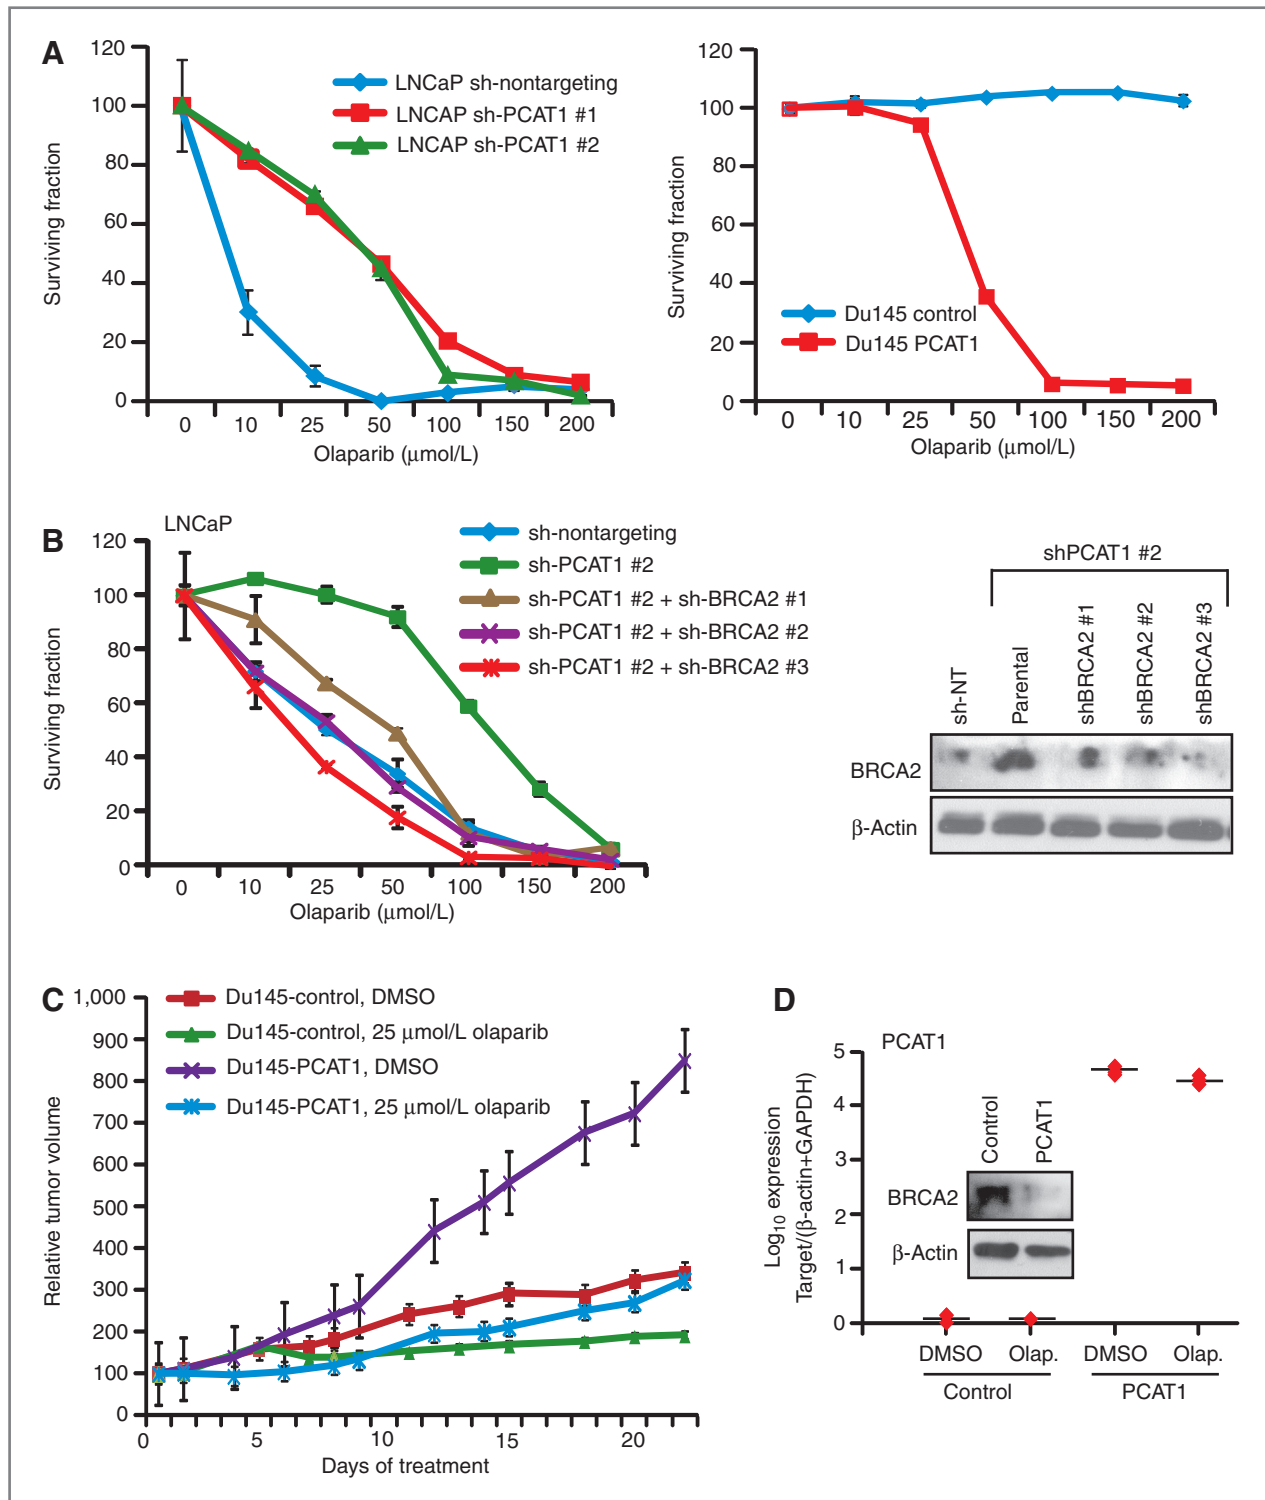 A
120
100
80
60
40
20
0
Surviving fraction
LNCaP sh-nontargeting
LNCAP sh-PCAT1 #1
LNCAP sh-PCAT1 #2
0 10 25 50 100 150 200
Olaparib (μmol/L)
120
100
80
60
40
20
0
Surviving fraction
Du145 control
Du145 PCAT1
0 10 25 50 100 150 200
Olaparib (μmol/L)
B
LNCaP
120
100
80
60
40
20
0
Surviving fraction
sh-nontargeting
sh-PCAT1 #2
sh-PCAT1 #2 + sh-BRCA2 #1
sh-PCAT1 #2 + sh-BRCA2 #2
sh-PCAT1 #2 + sh-BRCA2 #3
0 10 25 50 100 150 200
Olaparib (μmol/L)
shPCAT1 #2
sh-NT
Parental
shBRCA2 #1
shBRCA2 #2
shBRCA2 #3
BRCA2
β-Actin
C
1,000
900
800
700
600
500
400
300
200
100
0
Relative tumor volume
Du145-control, DMSO
Du145-control, 25 μmol/L olaparib
Du145-PCAT1, DMSO
Du145-PCAT1, 25 μmol/L olaparib
0 5 10 15 20
Days of treatment
D
PCAT1
5
4
3
2
1
0
Log10 expression
Target/(β-actin+GAPDH)
Control
PCAT1
BRCA2
β-Actin
DMSO Olap. DMSO Olap.
Control PCAT1